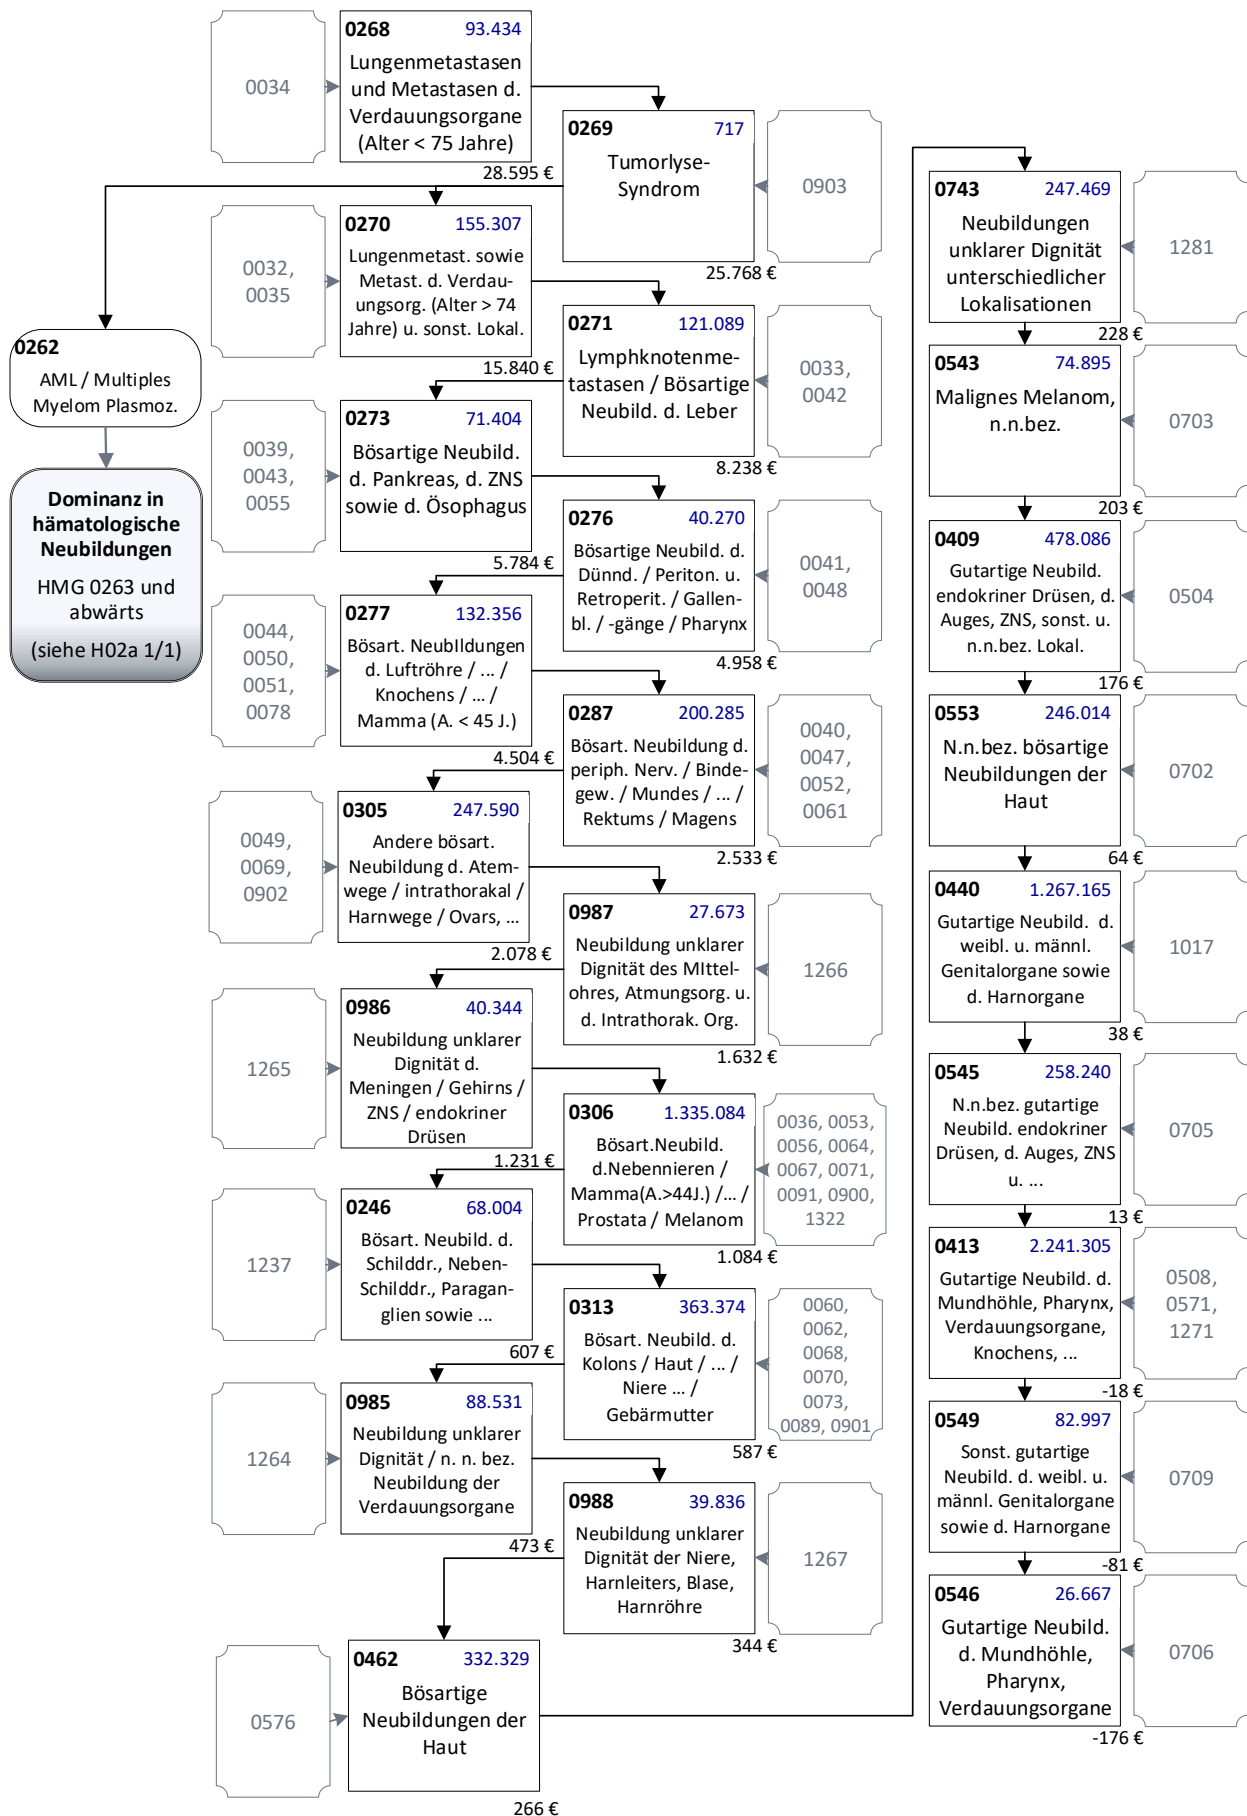 0034
0268 93.434
Lungenmetastasen
und Metastasen d.
Verdauungsorgane
(Alter < 75 Jahre)
28.595 €
0269 717
Tumorlyse-
Syndrom
25.768 €
0903
0032,
0035
0270 155.307
Lungenmetast. sowie
Metast. d. Verdau-
ungsorg. (Alter > 74
Jahre) u. sonst. Lokal.
15.840 €
0262
AML / Multiples
Myelom Plasmoz.
Dominanz in
hämatologische
Neubildungen
HMG 0263 und
abwärts
(siehe H02a 1/1)
0271 121.089
Lymphknotenme-
tastasen / Bösartige
Neubild. d. Leber
8.238 €
0033,
0042
0039,
0043,
0055
0273 71.404
Bösartige Neubild.
d. Pankreas, d. ZNS
sowie d. Ösophagus
5.784 €
0276 40.270
Bösartige Neubild. d.
Dünnd. / Periton. u.
Retroperit. / Gallen-
bl. / -gänge / Pharynx
4.958 €
0041,
0048
0044,
0050,
0051,
0078
0277 132.356
Bösart. NeubIldungen
d. Luftröhre / ... /
Knochens / ... /
Mamma (A. < 45 J.)
4.504 €
0287 200.285
Bösart. Neubildung d.
periph. Nerv. / Binde-
gew. / Mundes / ... /
Rektums / Magens
2.533 €
0040,
0047,
0052,
0061
0049,
0069,
0902
0305 247.590
Andere bösart.
Neubildung d. Atem-
wege / intrathorakal /
Harnwege / Ovars, ...
2.078 €
0987 27.673
Neubildung unklarer
Dignität des MIttel-
ohres, Atmungsorg. u.
d. Intrathorak. Org.
1.632 €
1266
1265
0986 40.344
Neubildung unklarer
Dignität d.
Meningen / Gehirns /
ZNS / endokriner
Drüsen
1.231 €
0306 1.335.084
Bösart.Neubild.
d.Nebennieren /
Mamma(A.>44J.) /... /
Prostata / Melanom
1.084 €
0036, 0053,
0056, 0064,
0067, 0071,
0091, 0900,
1322
1237
0246 68.004
Bösart. Neubild. d.
Schilddr., Neben-
Schilddr., Paragan-
glien sowie ...
607 €
0313 363.374
Bösart. Neubild. d.
Kolons / Haut / ... /
Niere ... /
Gebärmutter
587 €
0060,
0062,
0068,
0070,
0073,
0089, 0901
1264
0985 88.531
Neubildung unklarer
Dignität / n. n. bez.
Neubildung der
Verdauungsorgane
473 €
0988 39.836
Neubildung unklarer
Dignität der Niere,
Harnleiters, Blase,
Harnröhre
344 €
1267
0576
0462 332.329
Bösartige
Neubildungen der
Haut
266 €
0743 247.469
Neubildungen
unklarer Dignität
unterschiedlicher
Lokalisationen
228 €
1281
0543 74.895
Malignes Melanom,
n.n.bez.
203 €
0703
0409 478.086
Gutartige Neubild.
endokriner Drüsen, d.
Auges, ZNS, sonst. u.
n.n.bez. Lokal.
176 €
0504
0553 246.014
N.n.bez. bösartige
Neubildungen der
Haut
64 €
0702
0440 1.267.165
Gutartige Neubild. d.
weibl. u. männl.
Genitalorgane sowie
d. Harnorgane
38 €
1017
0545 258.240
N.n.bez. gutartige
Neubild. endokriner
Drüsen, d. Auges, ZNS
u. ...
13 €
0705
0413 2.241.305
Gutartige Neubild. d.
Mundhöhle, Pharynx,
Verdauungsorgane,
Knochens, ...
-18 €
0508,
0571,
1271
0549 82.997
Sonst. gutartige
Neubild. d. weibl. u.
männl. Genitalorgane
sowie d. Harnorgane
-81 €
0709
0546 26.667
Gutartige Neubild.
d. Mundhöhle,
Pharynx,
Verdauungsorgane
-176 €
0706